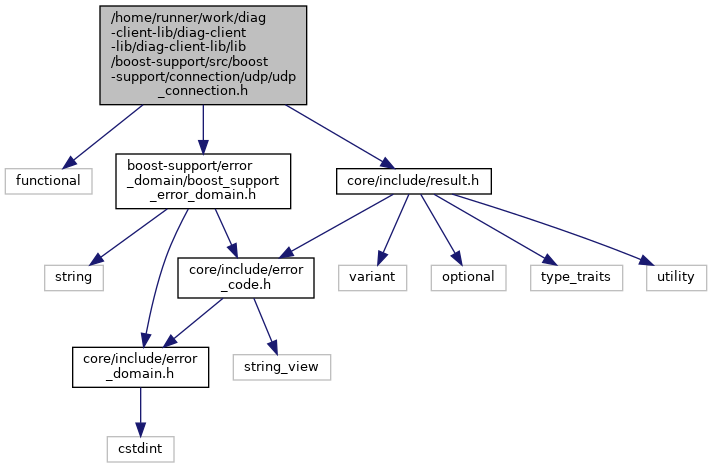 /home/runner/work/diag
-client-lib/diag-client
-lib/diag-client-lib/lib
/boost-support/src/boost
-support/connection/udp/udp
_connection.h
functional
boost-support/error
_domain/boost_support
_error_domain.h
core/include/result.h
string
core/include/error
_code.h
variant
optional
type_traits
utility
core/include/error
_domain.h
string_view
cstdint